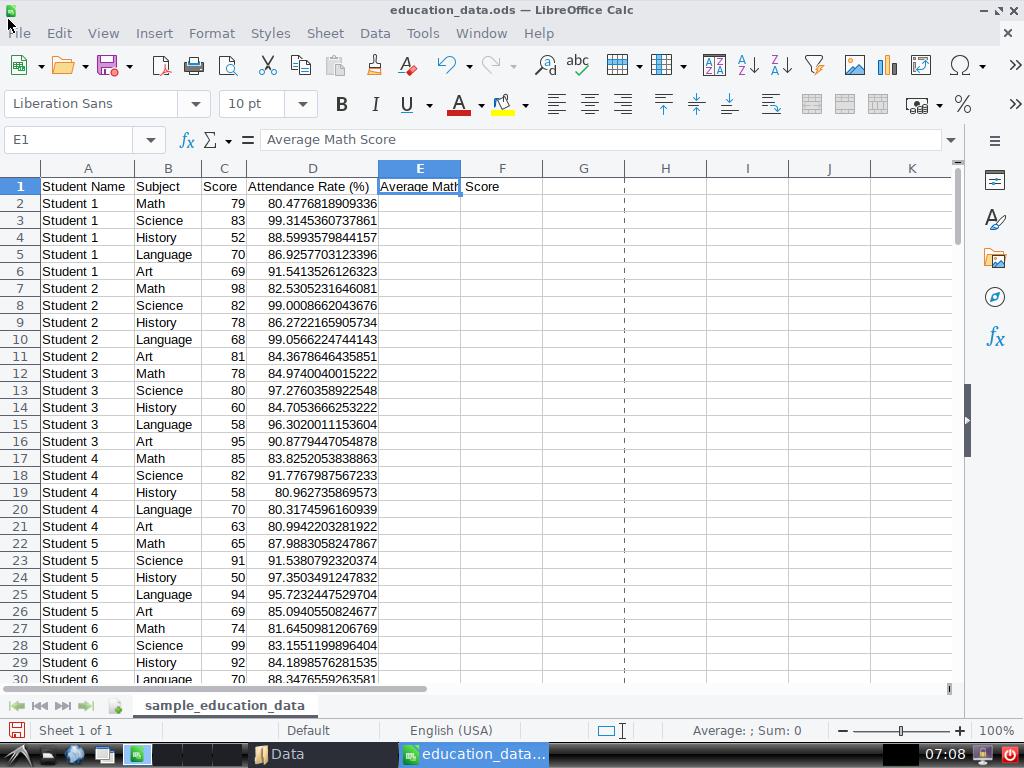 education_data.ods — LibreOffice Calc
File Edit View Insert Format Styles Sheet Data Tools Window Help
Liberation Sans 10 pt
E1 Average Math Score
A B C D E F G H I J K
1 Student Name Subject Score Attendance Rate (%) Average Math Score
2 Student 1 Math 79 80.4776818909336
3 Student 1 Science 83 99.3145360737861
4 Student 1 History 52 88.5993579844157
5 Student 1 Language 70 86.9257703123396
6 Student 1 Art 69 91.5413526126323
7 Student 2 Math 98 82.5305231646081
8 Student 2 Science 82 99.0008662043676
9 Student 2 History 78 86.2722165905734
10 Student 2 Language 68 99.0566224744143
11 Student 2 Art 81 84.3678646435851
12 Student 3 Math 78 84.9740040015222
13 Student 3 Science 80 97.2760358922548
14 Student 3 History 60 84.7053666253222
15 Student 3 Language 58 96.3020011153604
16 Student 3 Art 95 90.8779447054878
17 Student 4 Math 85 83.8252053838863
18 Student 4 Science 82 91.7767987567233
19 Student 4 History 58 80.962735869573
20 Student 4 Language 70 80.3174596160939
21 Student 4 Art 63 80.9942203281922
22 Student 5 Math 65 87.9883058247867
23 Student 5 Science 91 91.5380792320374
24 Student 5 History 50 97.3503491247832
25 Student 5 Language 94 95.7232447529704
26 Student 5 Art 69 85.0940550824677
27 Student 6 Math 74 81.6450981206769
28 Student 6 Science 99 83.1551199896404
29 Student 6 History 92 84.1898576281535
30 Student 6 Language 70 88.3476559263581
sample_education_data
Sheet 1 of 1 Default English (USA) Average: ; Sum: 0 100%
Data education_data... 07:08